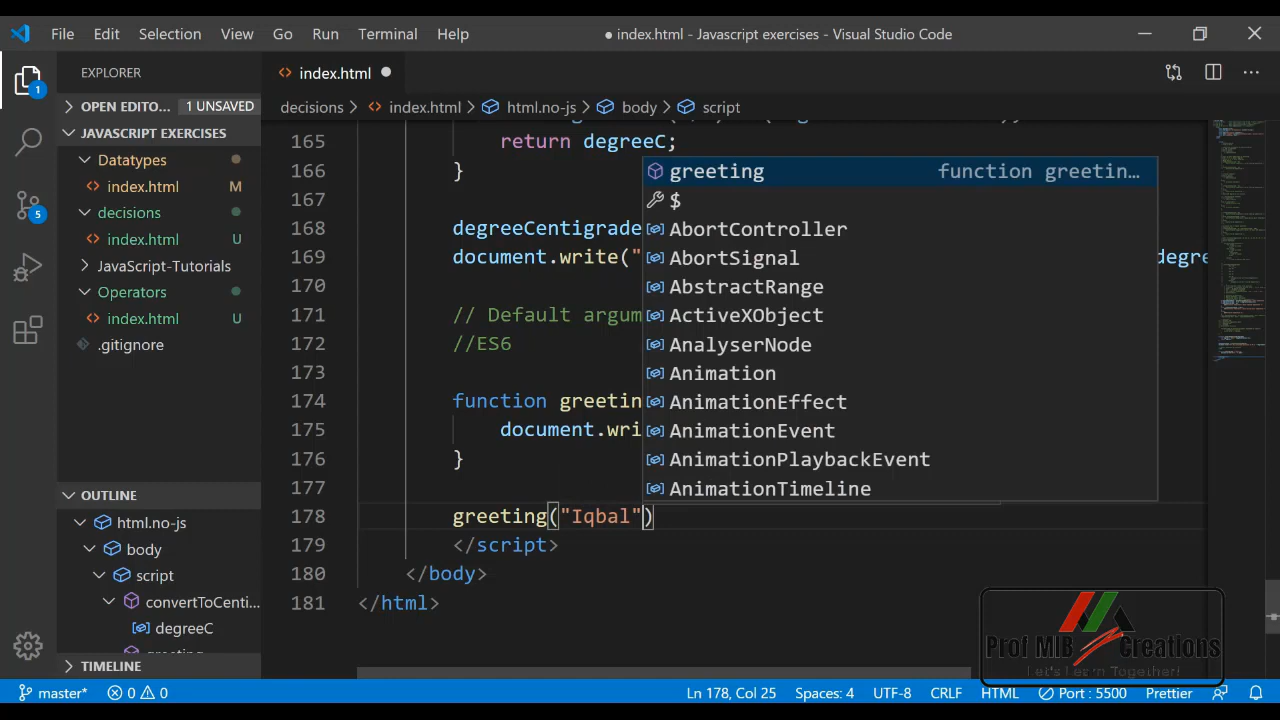 File Edit Selection View Go Run Terminal Help ● index.html - Javascript exercises - Visual Studio Code
EXPLORER
OPEN EDITO... 1 UNSAVED
JAVASCRIPT EXERCISES
Datatypes
index.html M
decisions
index.html U
JavaScript-Tutorials
Operators
index.html U
.gitignore
OUTLINE
html.no-js
body
script
convertToCenti...
degreeC
greeting
TIMELINE
1
5
index.html
decisions > index.html > html.no-js > body > script
165 return degreeC;
166 }
167
168 degreeCentigrade
169 document.write(" degre
170
171 // Default argum
172 //ES6
173
174 function greetin
175 document.wri
176 }
177
178 greeting("Iqbal")
179 </script>
180 </body>
181 </html>
greeting function greetin...
$
AbortController
AbortSignal
AbstractRange
ActiveXObject
AnalyserNode
Animation
AnimationEffect
AnimationEvent
AnimationPlaybackEvent
AnimationTimeline
Prof MIB Creations
Let's Learn Together!
master* 0 0 Ln 178, Col 25 Spaces: 4 UTF-8 CRLF HTML Port : 5500 Prettier